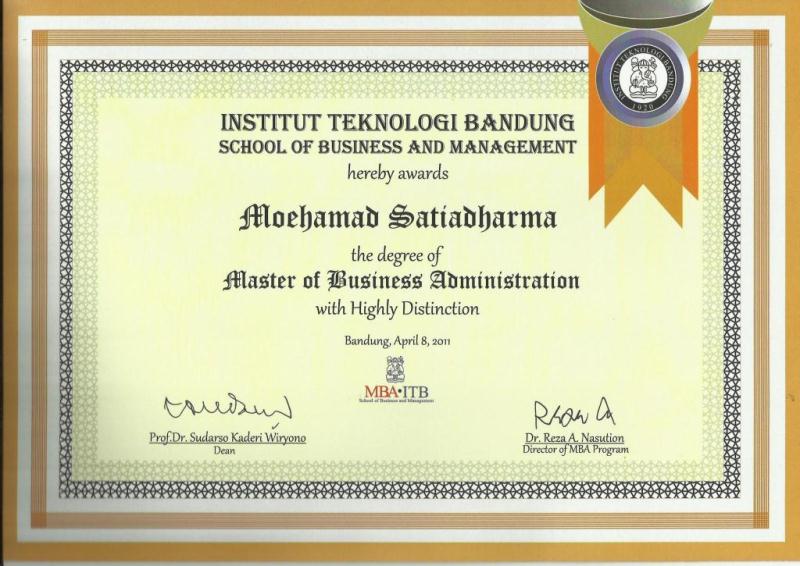 INSTITUT TEKNOLOGI BANDUNG
1920
INSTITUT TEKNOLOGI BANDUNG
SCHOOL OF BUSINESS AND MANAGEMENT
hereby awards
Moehamad Satiadharma
the degree of
Master of Business Administration
with Highly Distinction
Bandung, April 8, 2011
MBA•ITB
School of Business and Management
Prof.Dr. Sudarso Kaderi Wiryono
Dean
Dr. Reza A. Nasution
Director of MBA Program